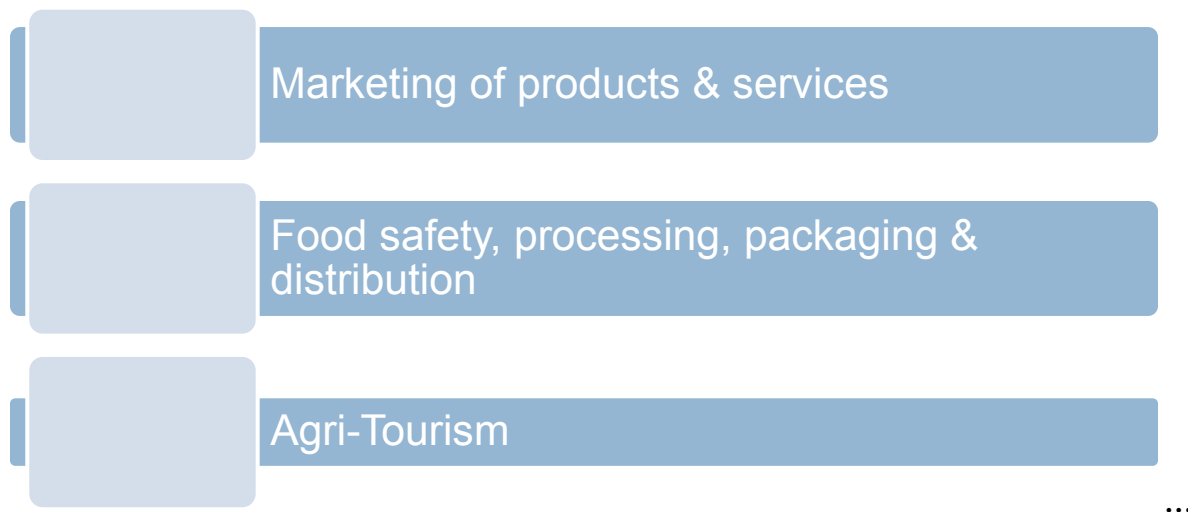 Marketing of products & services
Food safety, processing, packaging &
distribution
Agri-Tourism
...